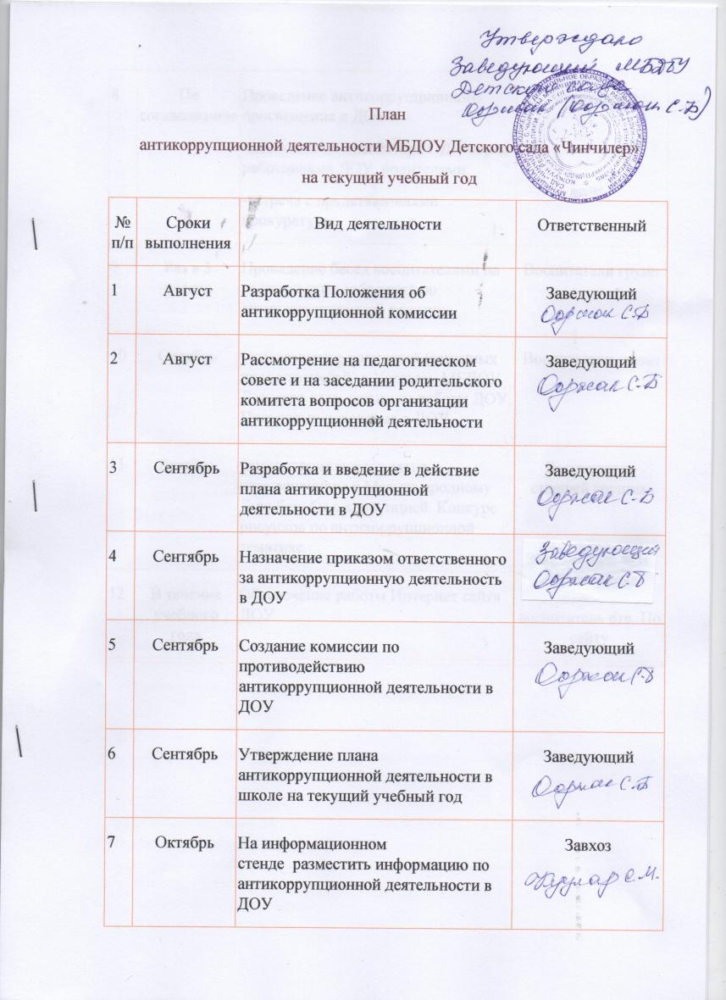 Утверждаю
Заведующий МБДОУ
Детского сада
Ооржак (Ооржак С.Б)
План
антикоррупционной деятельности МБДОУ Детского сада «Чинчилер»
на текущий учебный год
№ Сроки Вид деятельности Ответственный
п/п выполнения
1 Август Разработка Положения об Заведующий
антикоррупционной комиссии Ооржак С.Б
2 Август Рассмотрение на педагогическом Заведующий
совете и на заседании родительского Ооржак С.Б
комитета вопросов организации
антикоррупционной деятельности
3 Сентябрь Разработка и введение в действие Заведующий
плана антикоррупционной Ооржак С.Б
деятельности в ДОУ
4 Сентябрь Назначение приказом ответственного Заведующий
за антикоррупционную деятельность Ооржак С.Б
в ДОУ
5 Сентябрь Создание комиссии по Заведующий
противодействию Ооржак С.Б
антикоррупционной деятельности в
ДОУ
6 Сентябрь Утверждение плана Заведующий
антикоррупционной деятельности в Ооржак С.Б
школе на текущий учебный год
7 Октябрь На информационном Завхоз
стенде разместить информацию по Куулар С.М.
антикоррупционной деятельности в
ДОУ